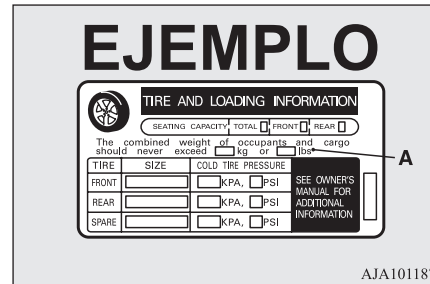 EJEMPLO
TIRE AND LOADING INFORMATION
SEATING CAPACITY TOTAL FRONT REAR
The combined weight of occupants and cargo
should never exceed kg or lbs
A
TIRE SIZE COLD TIRE PRESSURE
FRONT KPA, PSI
REAR KPA, PSI
SPARE KPA, PSI
SEE OWNER'S
MANUAL FOR
ADDITIONAL
INFORMATION